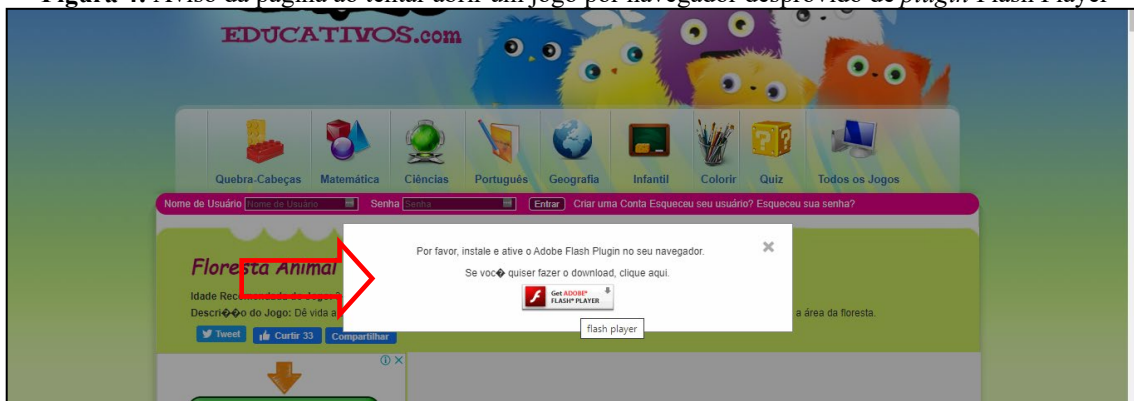 Figura 4. Aviso da página ao tentar abrir um jogo por navegador desprovido de plugin Flash Player
EDUCATIVOS.com
Quebra-Cabeças Matemática Ciências Português Geografia Infantil Colorir Quiz Todos os Jogos
Nome de Usuário Nome de Usuário Senha Senha Entrar Criar uma Conta Esqueceu seu usuário? Esqueceu sua senha?
Por favor, instale e ative o Adobe Flash Plugin no seu navegador.
Se voc� quiser fazer o download, clique aqui.
Get ADOBE®
FLASH® PLAYER
flash player
Floresta Animal
Idade
Descri��o do Jogo: Dê vida a
a área da floresta.
Tweet Curtir 33 Compartilhar